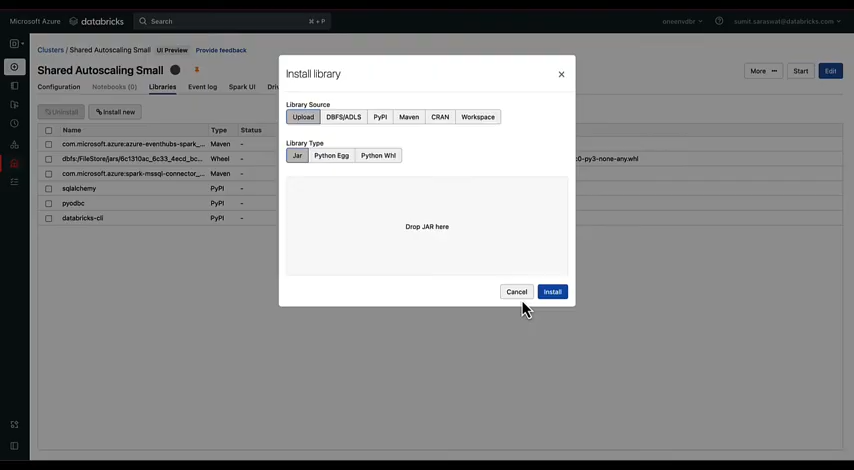 Microsoft Azure databricks Search ⌘ + P oneenvdbr sumit.saraswat@databricks.com
Clusters / Shared Autoscaling Small UI Preview Provide feedback
Shared Autoscaling Small More Start Edit
Configuration Notebooks (0) Libraries Event log Spark UI
Uninstall Install new
Name Type Status
com.microsoft.azure:azure-eventhubs-spark_... Maven -
dbfs:/FileStore/jars/6c1310ac_6c33_4ecd_bc... Wheel - :0-py3-none-any.whl
com.microsoft.azure:spark-mssql-connector_... Maven -
sqlalchemy PyPI -
pyodbc PyPI -
databricks-cli PyPI -
Install library
Library Source
Upload DBFS/ADLS PyPI Maven CRAN Workspace
Library Type
Jar Python Egg Python Whl
Drop JAR here
Cancel Install